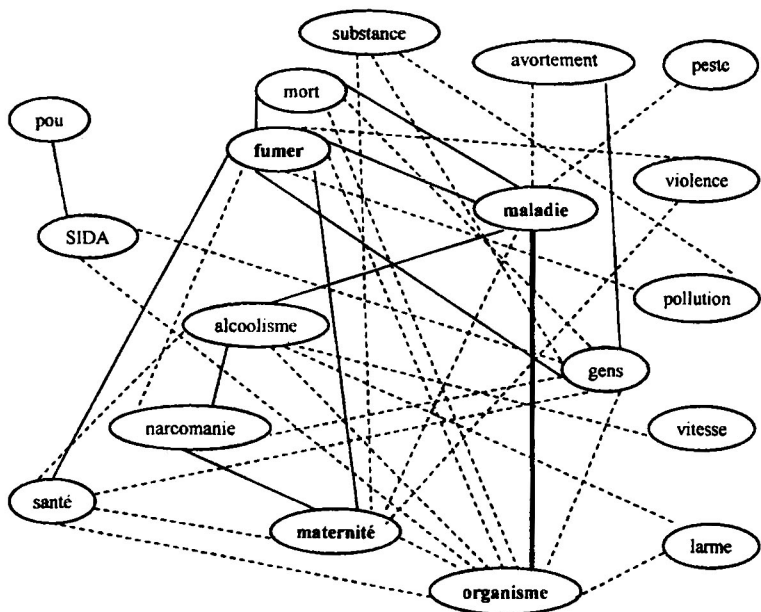 substance
avortement
peste
mort
pou
fumer
violence
maladie
SIDA
pollution
alcoolisme
gens
narcomanie
vitesse
santé
maternité
larme
organisme